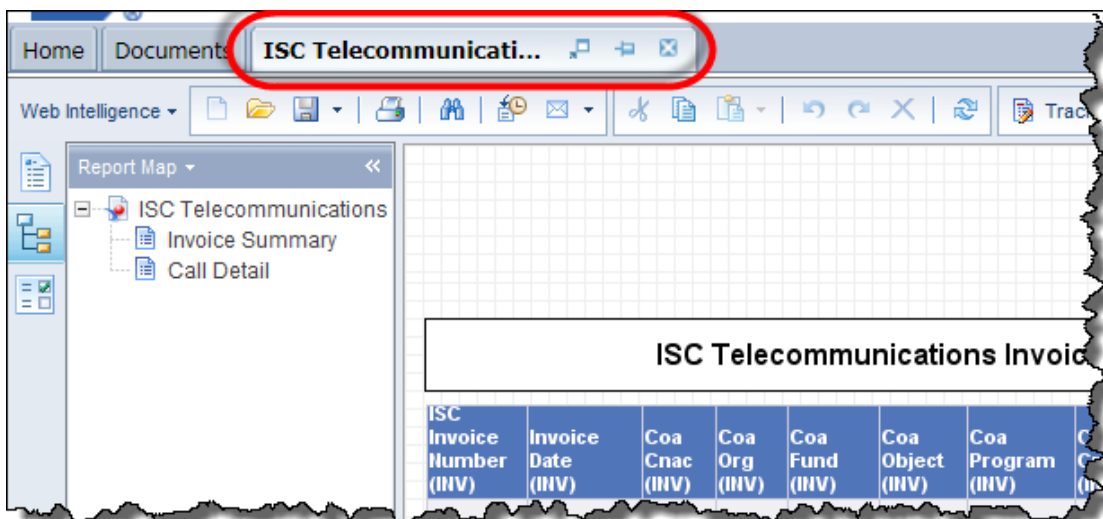 Home Documents ISC Telecommunicati...
Web Intelligence Trac
Report Map
ISC Telecommunications
Invoice Summary
Call Detail
ISC Telecommunications Invoic
ISC Invoice Number (INV)
Invoice Date (INV)
Coa Cnac (INV)
Coa Org (INV)
Coa Fund (INV)
Coa Object (INV)
Coa Program (INV)